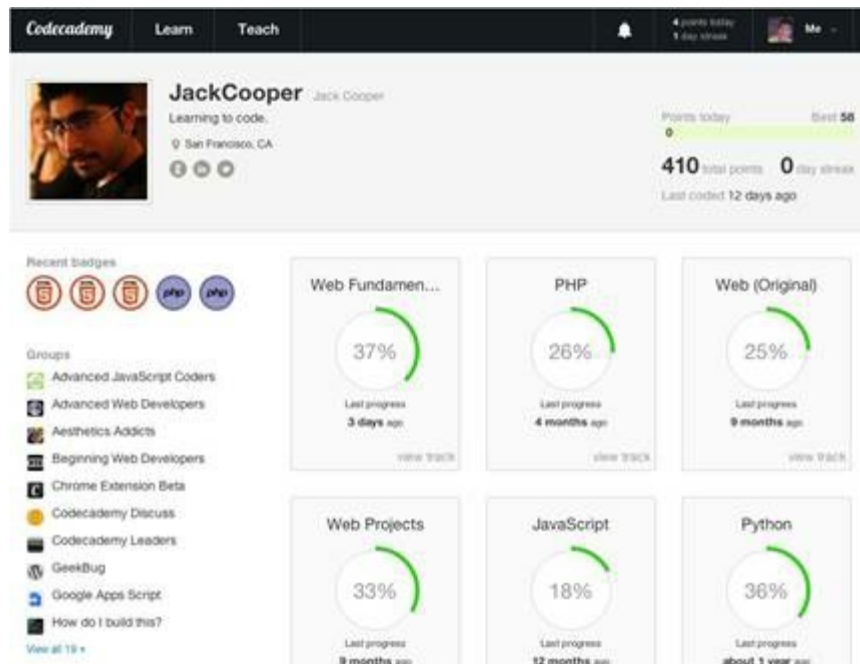 Codecademy Learn Teach 4 points today Me
1 day streak
JackCooper Jack Cooper
Learning to code.
San Francisco, CA
Points today Best 58
0
410 total points 0 day streak
Last coded 12 days ago
Recent badges
php php
Groups
Advanced JavaScript Coders
Advanced Web Developers
Aesthetics Addicts
Beginning Web Developers
Chrome Extension Beta
Codecademy Discuss
Codecademy Leaders
GeekBug
Google Apps Script
How do I build this?
View all 19
Web Fundamen...
37%
Last progress
3 days ago
view track
PHP
26%
Last progress
4 months ago
view track
Web (Original)
25%
Last progress
9 months ago
view track
Web Projects
33%
Last progress
9 months ago
JavaScript
18%
Last progress
12 months ago
Python
36%
Last progress
about 1 year ago